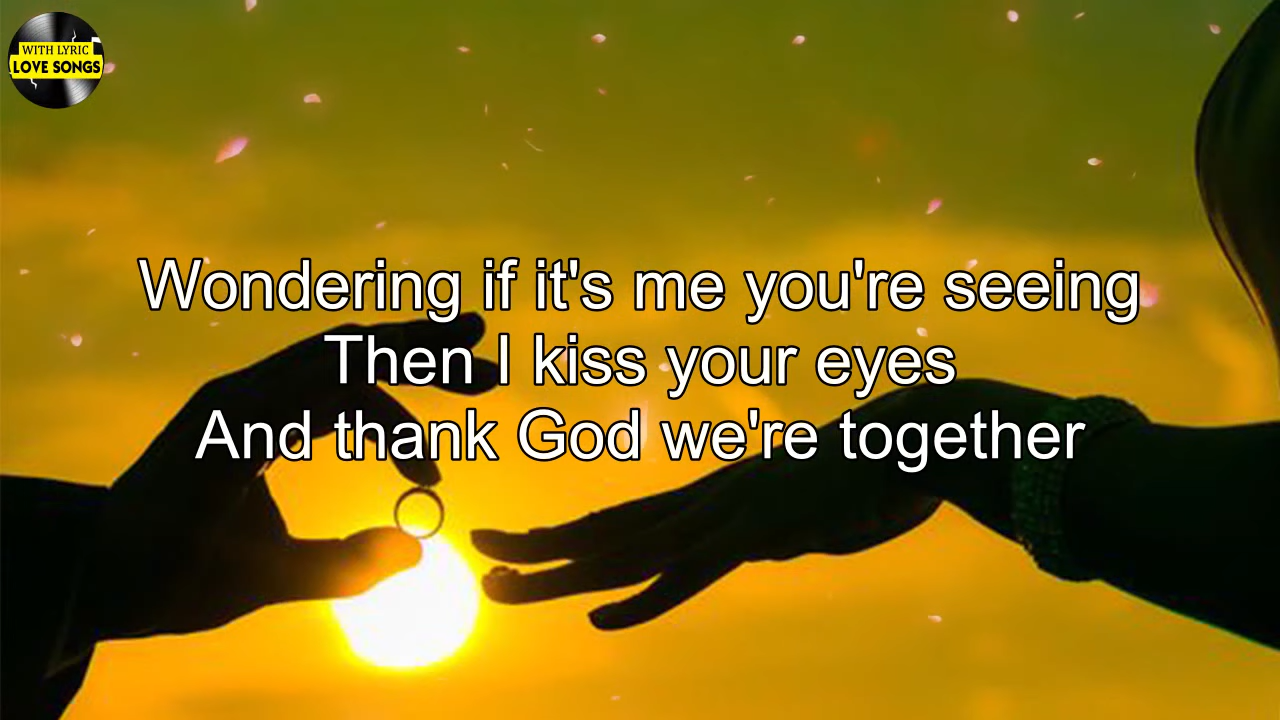 WITH LYRIC
LOVE SONGS
Wondering if it's me you're seeing
Then I kiss your eyes
And thank God we're together